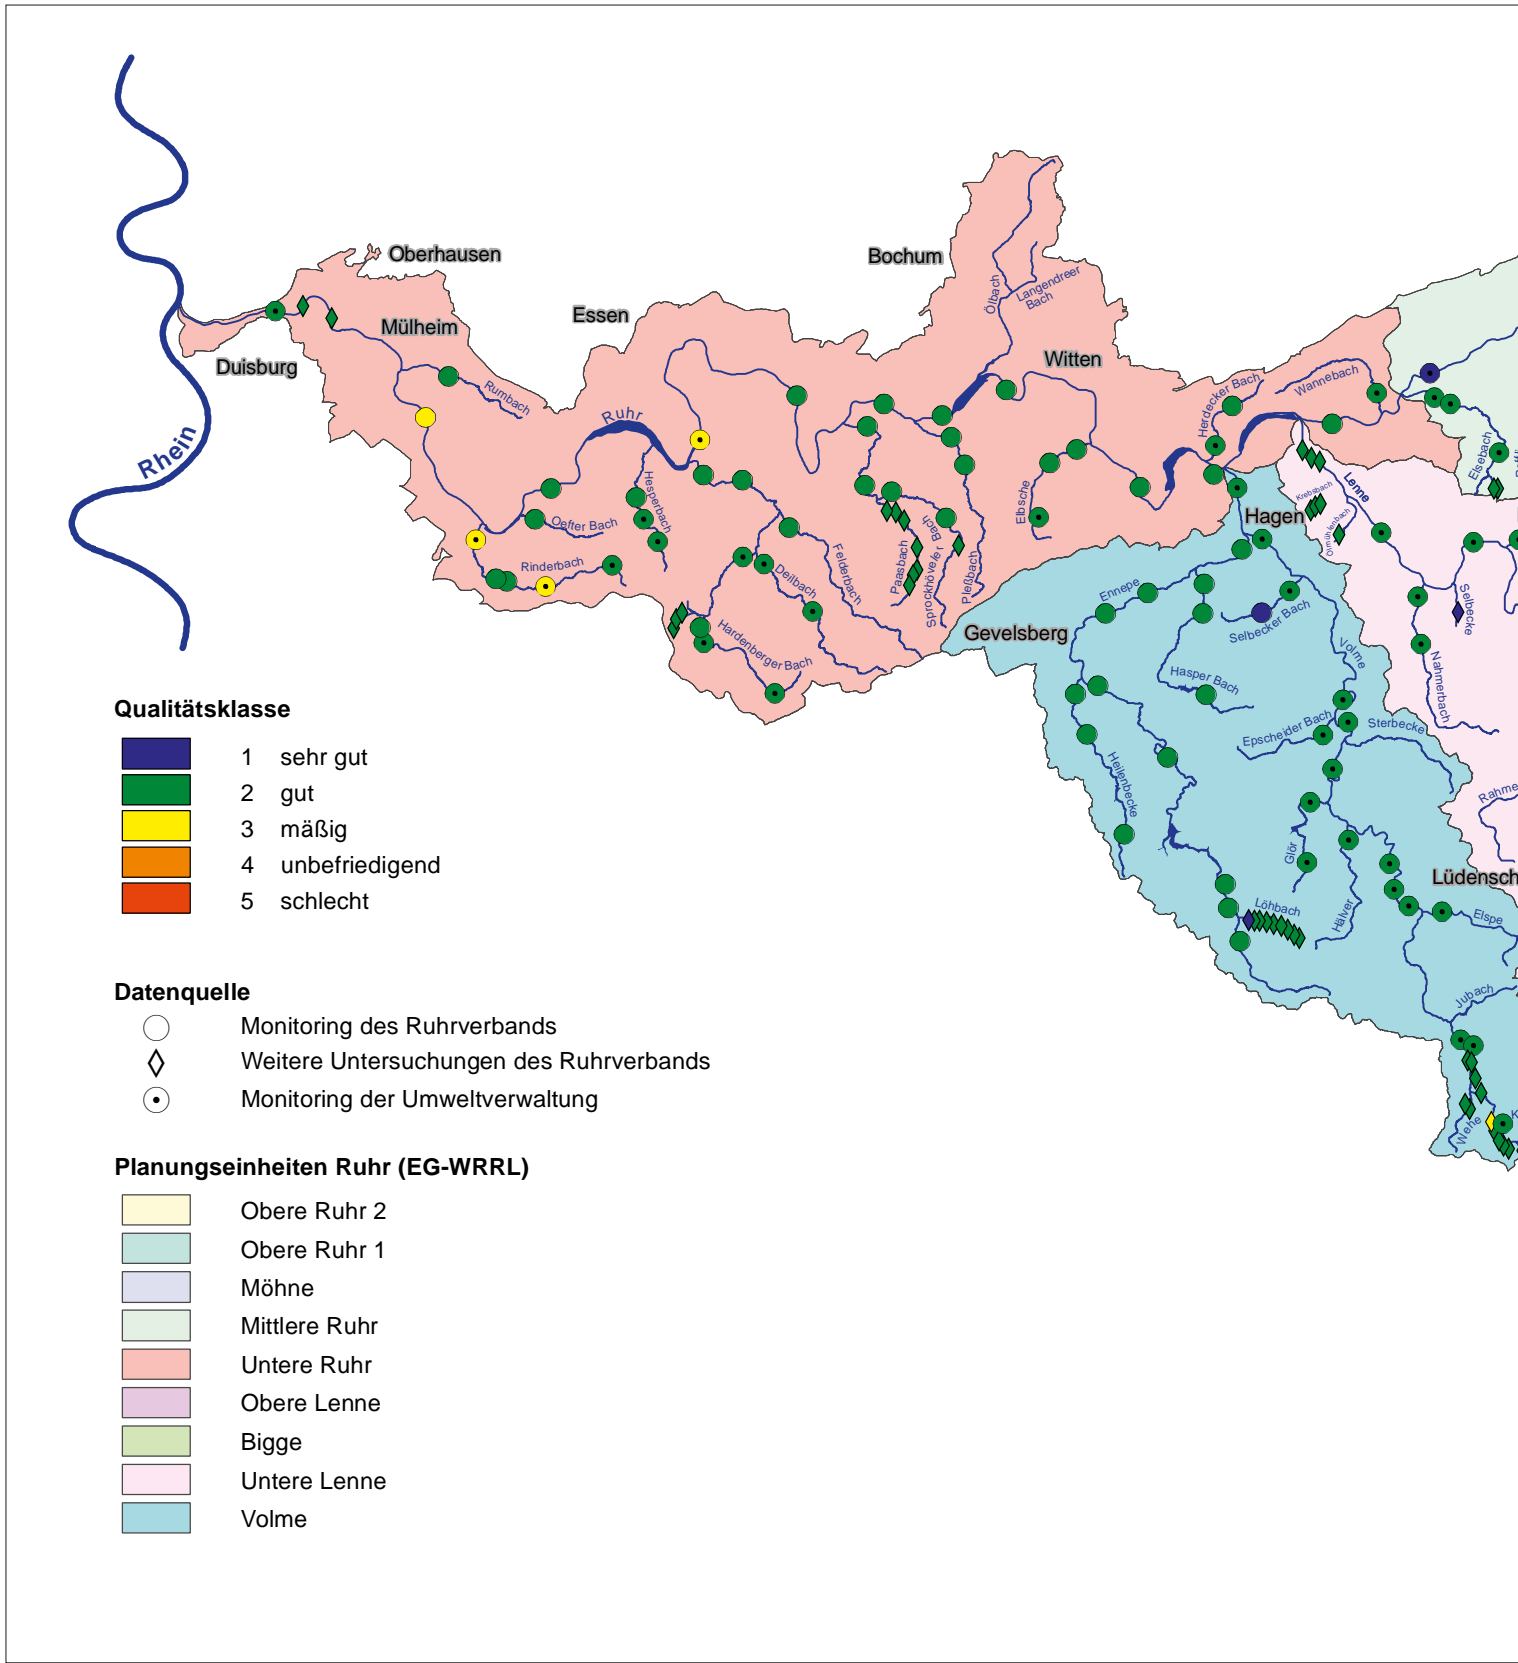 Oberhausen
Bochum
Ölbach
Langendreer
Bach
Essen
Mülheim
Duisburg
Witten
Rumbach
Ruhr
Herdecker Bach
Wannebach
Rhein
Hesperbach
Oefter Bach
Rinderbach
Elbsche
Elsebach
Krebsbach
Lenne
Hagen
Felderbach
Deilbach
Paasbach
Sprockhöveler Bach
Pleßbach
Ennepe
Selbecke
Gevelsberg
Selbecker Bach
Hardenberger Bach
Volme
Hasper Bach
Nahmerbach
Epscheider Bach
Sterbecke
Heilenbecke
Rahme
Glör
Lüdensch
Löhbach
Hälver
Elspe
Jubach
Wehe
K
Qualitätsklasse
1 sehr gut
2 gut
3 mäßig
4 unbefriedigend
5 schlecht
Datenquelle
Monitoring des Ruhrverbands
Weitere Untersuchungen des Ruhrverbands
Monitoring der Umweltverwaltung
Planungseinheiten Ruhr (EG-WRRL)
Obere Ruhr 2
Obere Ruhr 1
Möhne
Mittlere Ruhr
Untere Ruhr
Obere Lenne
Bigge
Untere Lenne
Volme